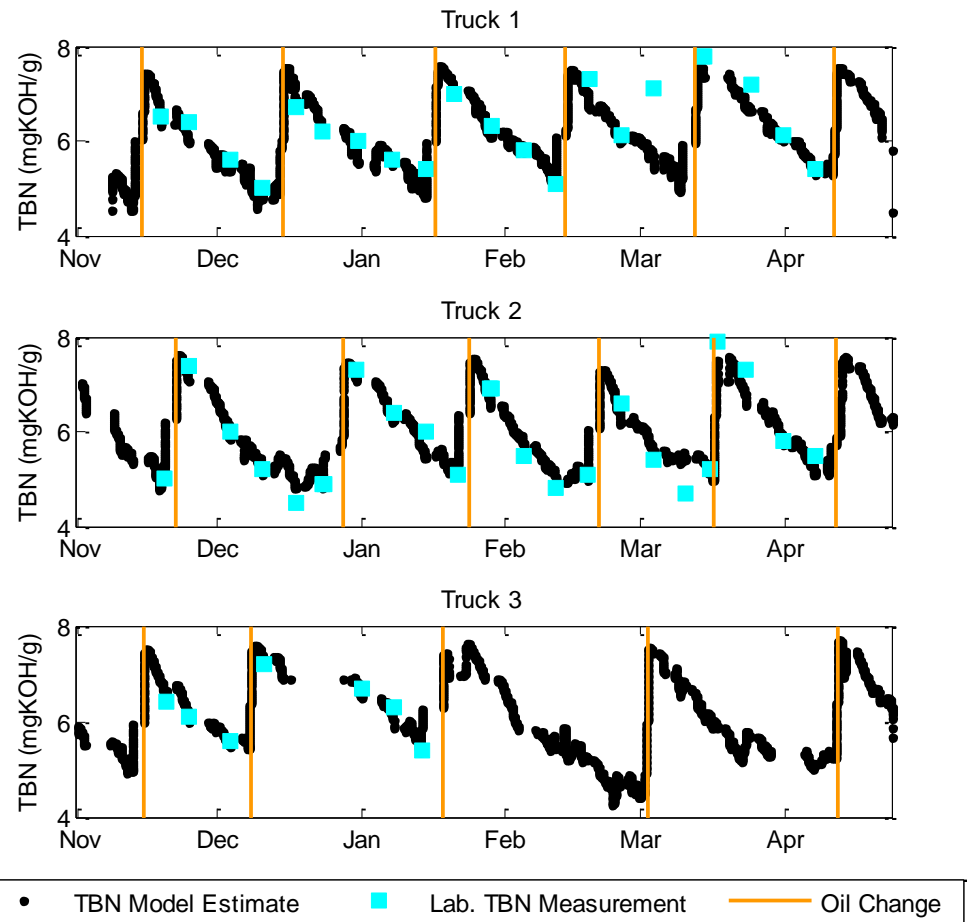 Truck 1
TBN (mgKOH/g)
8
6
4
Nov Dec Jan Feb Mar Apr
Truck 2
TBN (mgKOH/g)
8
6
4
Nov Dec Jan Feb Mar Apr
Truck 3
TBN (mgKOH/g)
8
6
4
Nov Dec Jan Feb Mar Apr
TBN Model Estimate Lab. TBN Measurement Oil Change